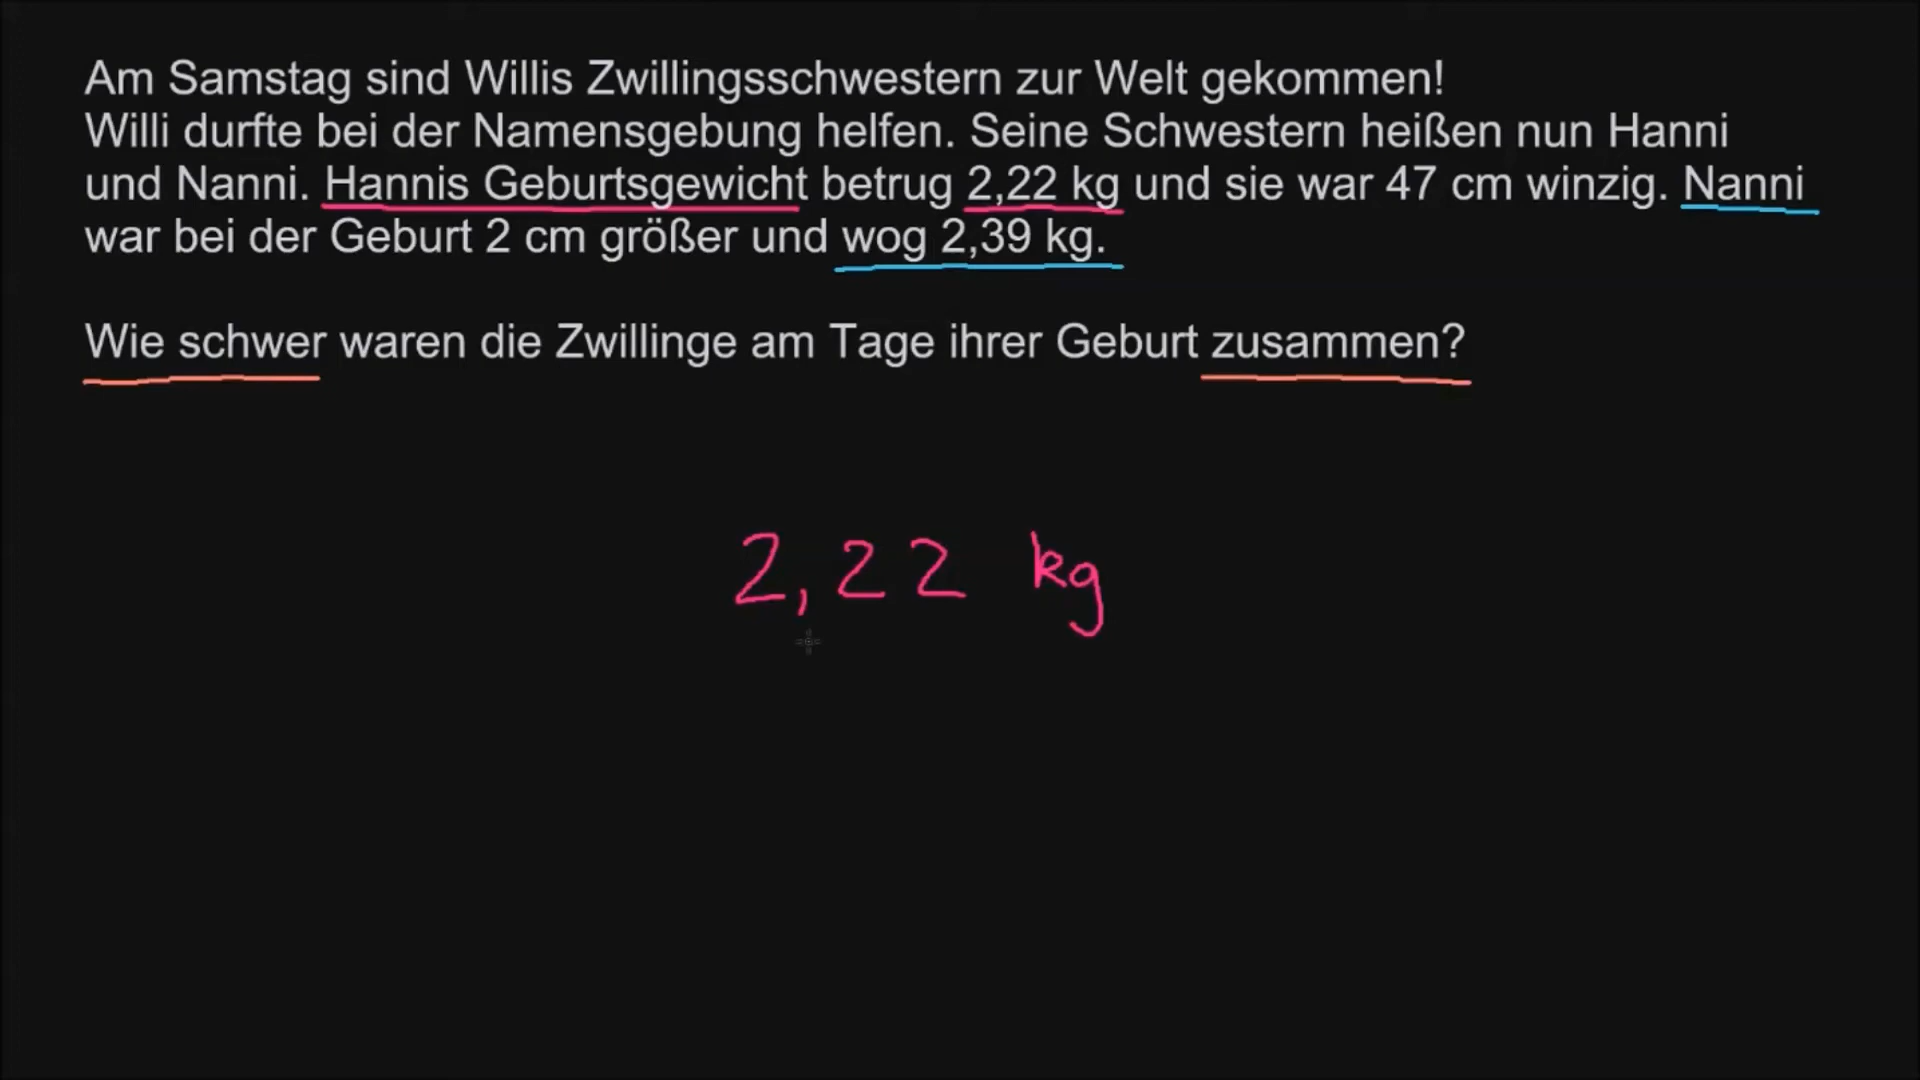 Am Samstag sind Willis Zwillingsschwestern zur Welt gekommen!
Willi durfte bei der Namensgebung helfen. Seine Schwestern heißen nun Hanni
und Nanni. Hannis Geburtsgewicht betrug 2,22 kg und sie war 47 cm winzig. Nanni
war bei der Geburt 2 cm größer und wog 2,39 kg.
Wie schwer waren die Zwillinge am Tage ihrer Geburt zusammen?
2,22 kg